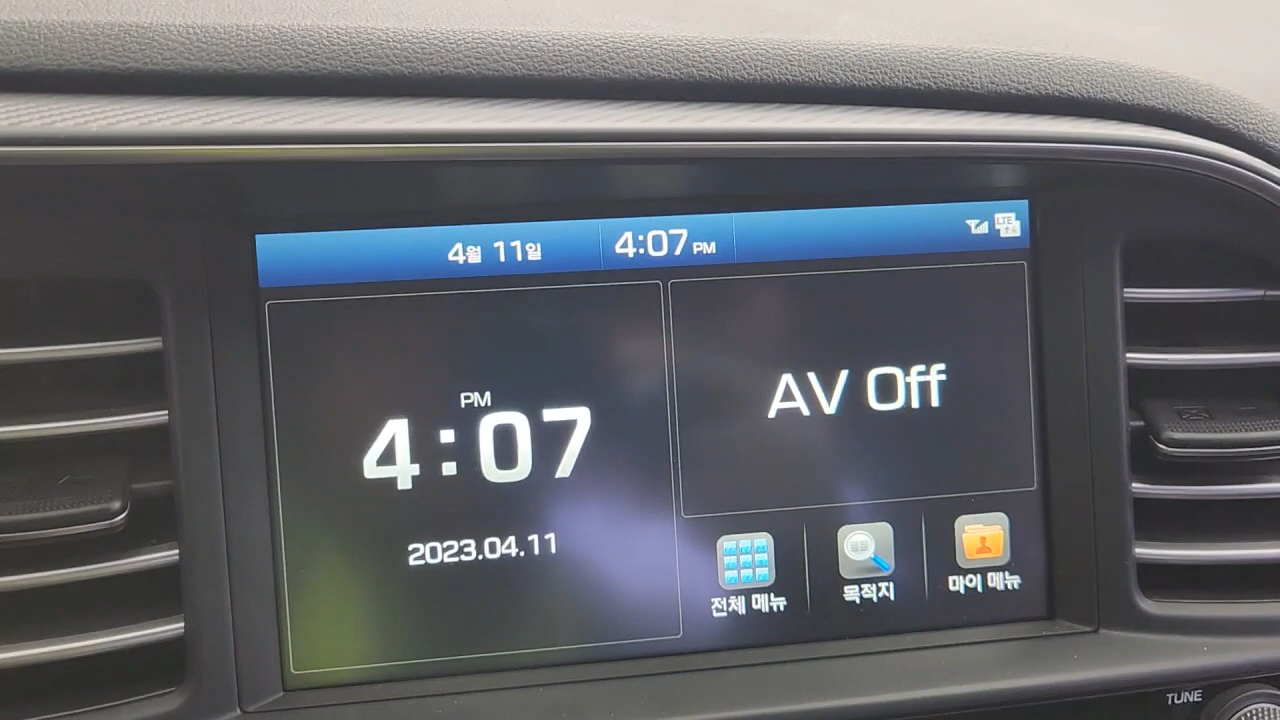 4월 11일 4:07 PM LTE
PM
4:07
2023.04.11
AV Off
전체 메뉴 목적지 마이 메뉴
TUNE